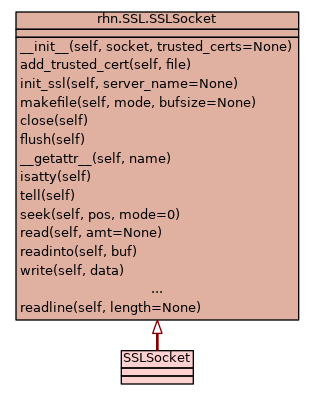 rhn.SSL.SSLSocket
__init__(self, socket, trusted_certs=None)
add_trusted_cert(self, file)
init_ssl(self, server_name=None)
makefile(self, mode, bufsize=None)
close(self)
flush(self)
__getattr__(self, name)
isatty(self)
tell(self)
seek(self, pos, mode=0)
read(self, amt=None)
readinto(self, buf)
write(self, data)
...
readline(self, length=None)
SSLSocket